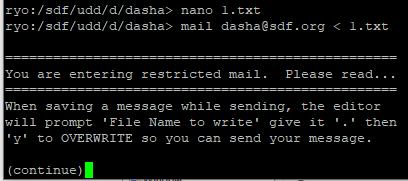 ryo:/sdf/udd/d/dasha> nano 1.txt
ryo:/sdf/udd/d/dasha> mail dasha@sdf.org < 1.txt
================================================
You are entering restricted mail.  Please read...
================================================
When saving a message while sending, the editor
will prompt 'File Name to write' give it '.' then
'y' to OVERWRITE so you can send your message.
(continue)